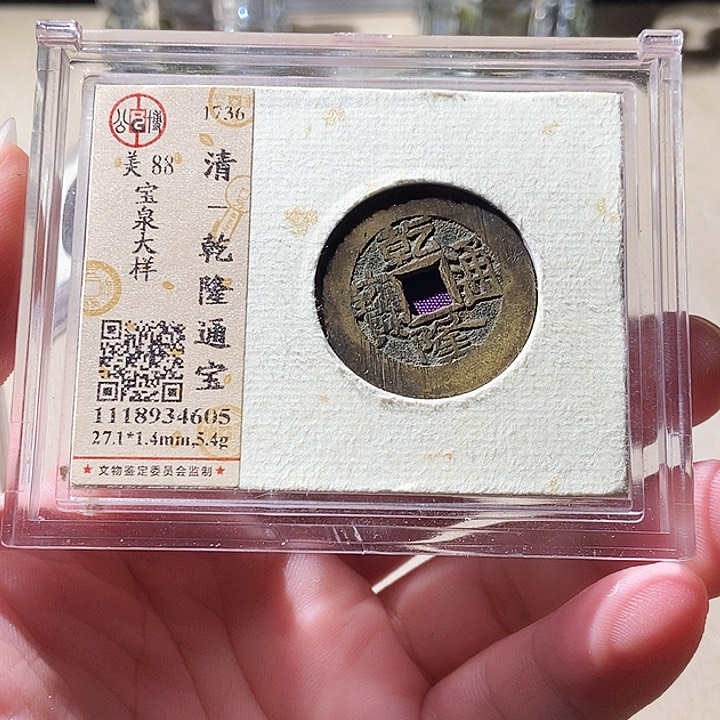 公博
1736
美 88
宝泉大样
清-乾隆通宝
1118934605
27.1*1.4mm,5.4g
★文物鉴定委员会监制★
乾隆通寳